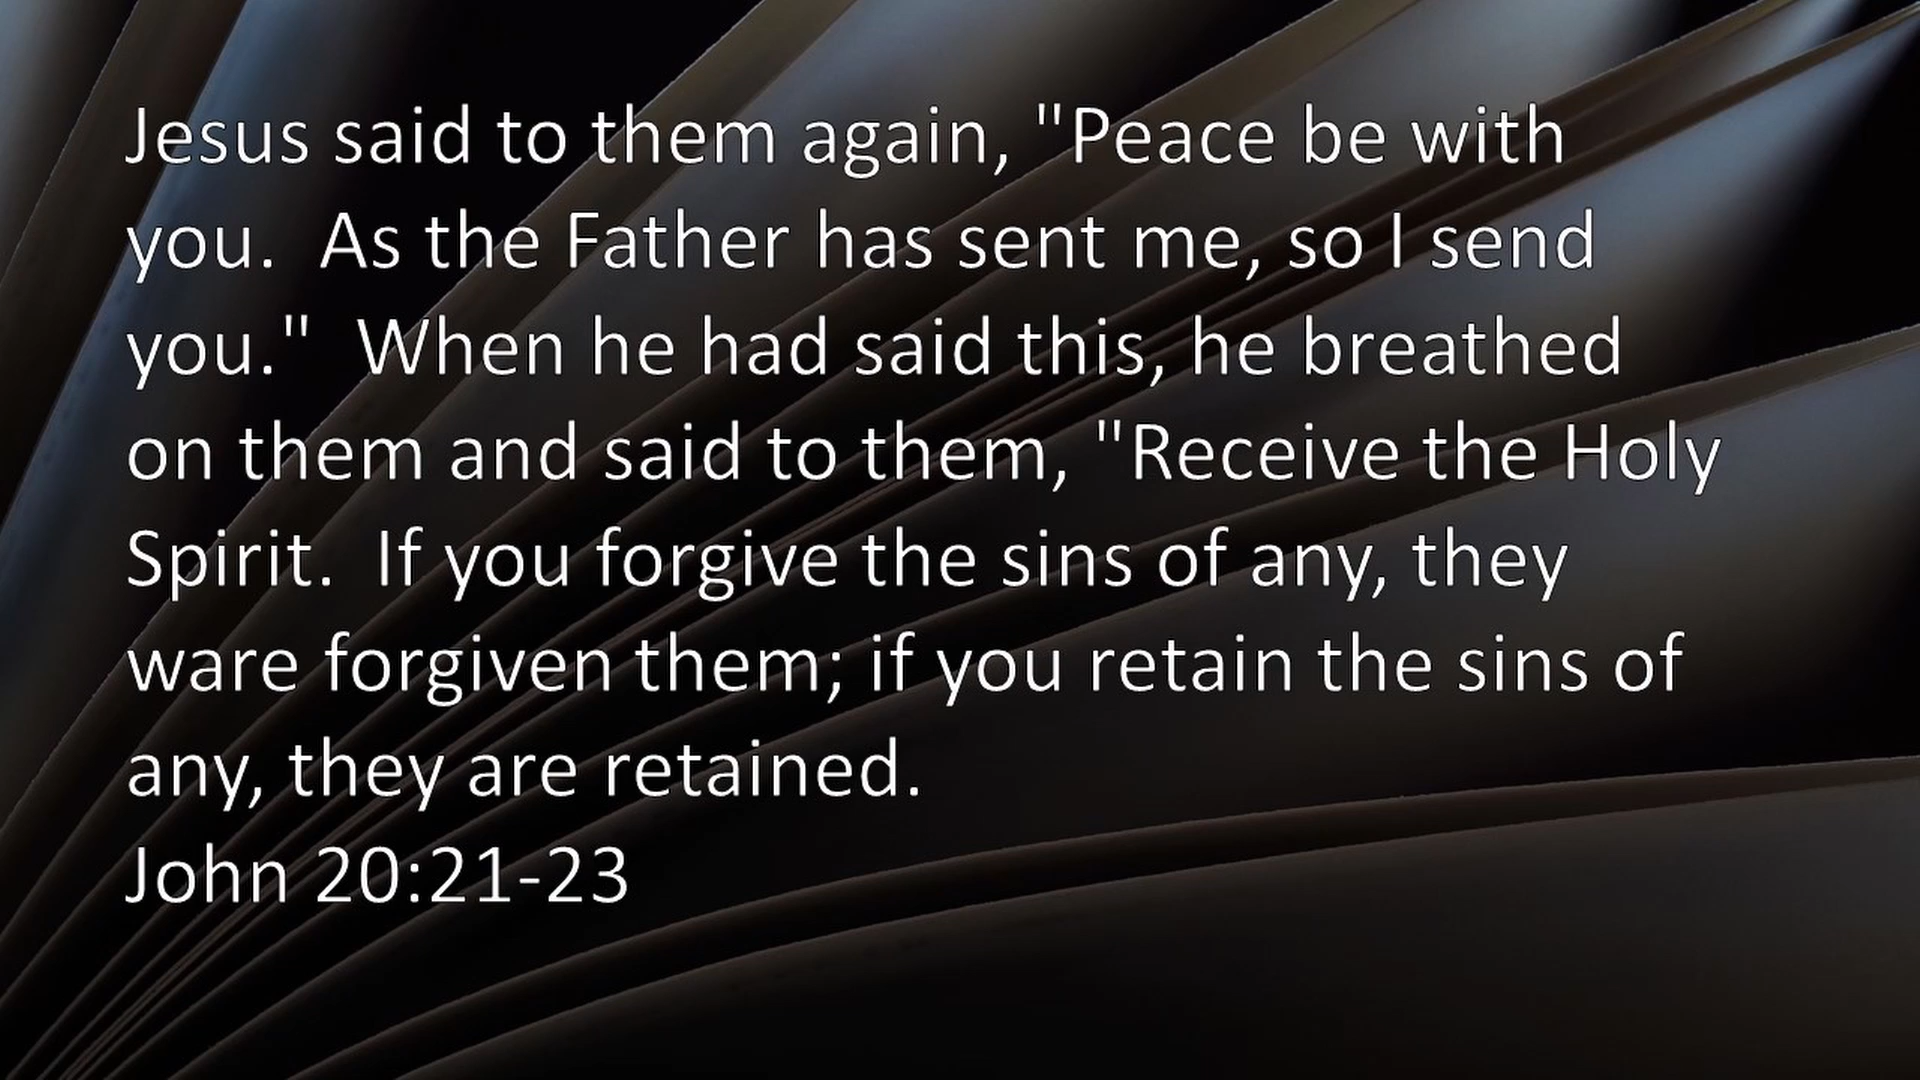 Jesus said to them again, "Peace be with
you.  As the Father has sent me, so I send
you."  When he had said this, he breathed
on them and said to them, "Receive the Holy
Spirit.  If you forgive the sins of any, they
ware forgiven them; if you retain the sins of
any, they are retained.
John 20:21-23